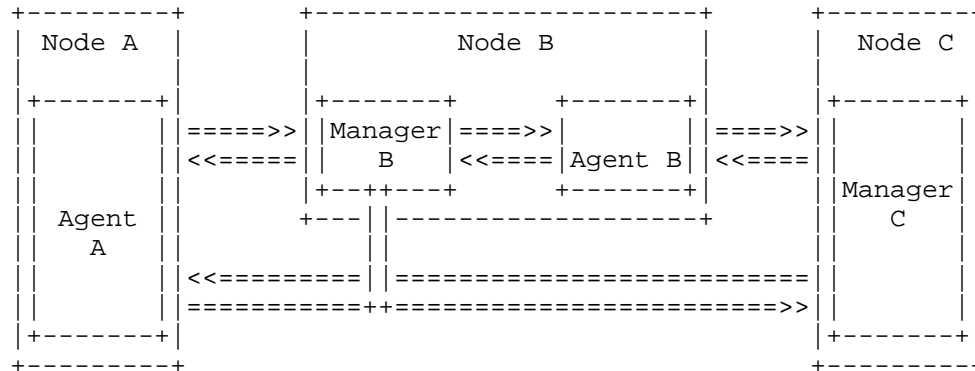 Node A Node B Node C
Manager
B Agent B
Manager
Agent C
A